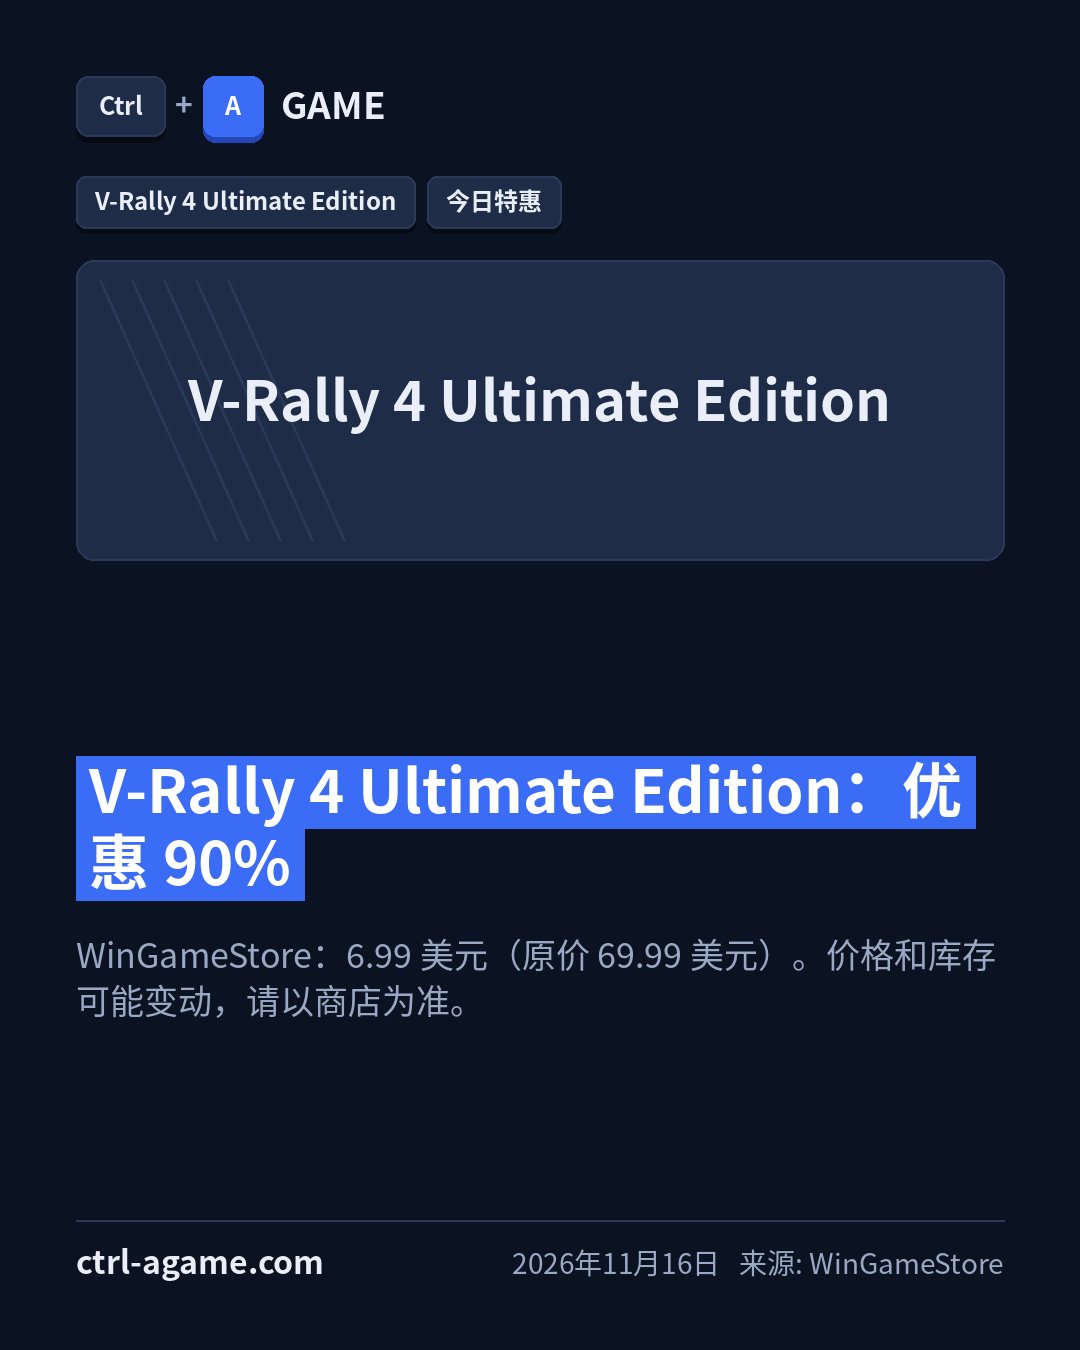 Ctrl + A GAME
V-Rally 4 Ultimate Edition 今日特惠
V-Rally 4 Ultimate Edition
V-Rally 4 Ultimate Edition：优
惠 90%
WinGameStore：6.99 美元（原价 69.99 美元）。价格和库存
可能变动，请以商店为准。
ctrl-agame.com 2026年11月16日 来源: WinGameStore